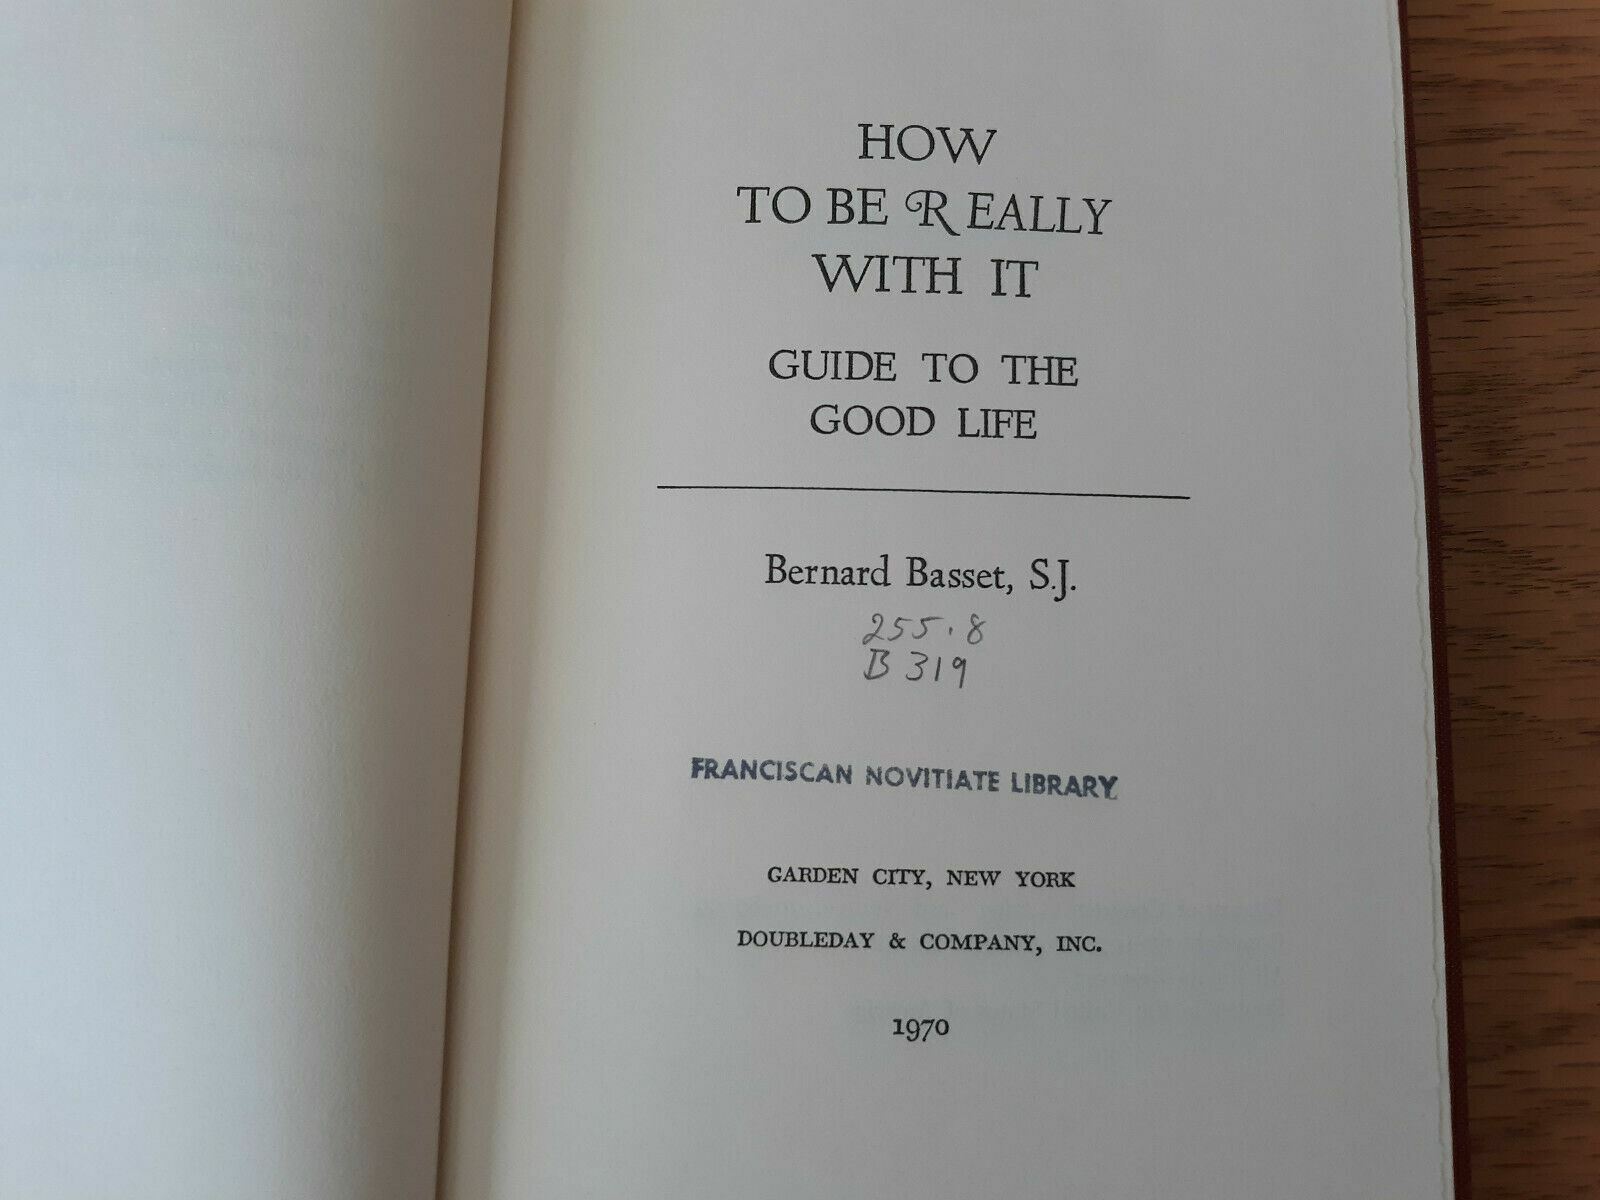 HOW
TO BE REALLY
WITH IT
GUIDE TO THE
GOOD LIFE
Bernard Basset, S.J.
255.8
B 319
FRANCISCAN NOVITIATE LIBRARY
GARDEN CITY, NEW YORK
DOUBLEDAY & COMPANY, INC.
1970